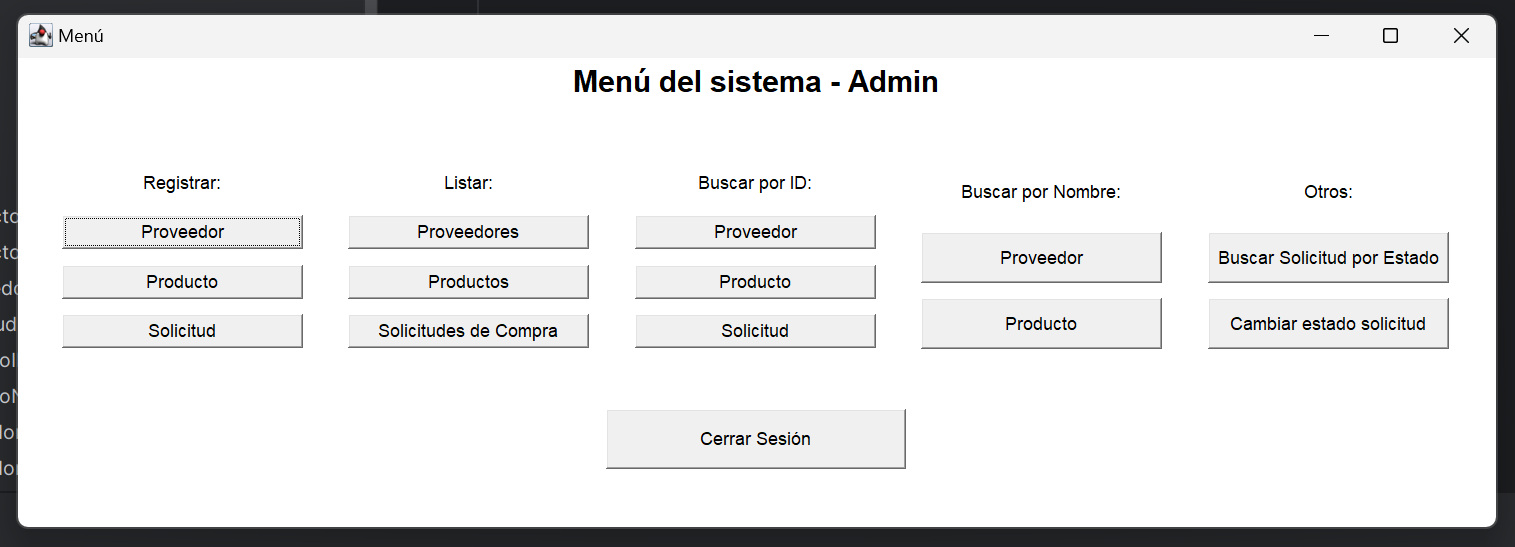 Menú
Menú del sistema - Admin
Registrar:
Proveedor
Producto
Solicitud
Listar:
Proveedores
Productos
Solicitudes de Compra
Buscar por ID:
Proveedor
Producto
Solicitud
Buscar por Nombre:
Proveedor
Producto
Otros:
Buscar Solicitud por Estado
Cambiar estado solicitud
Cerrar Sesión